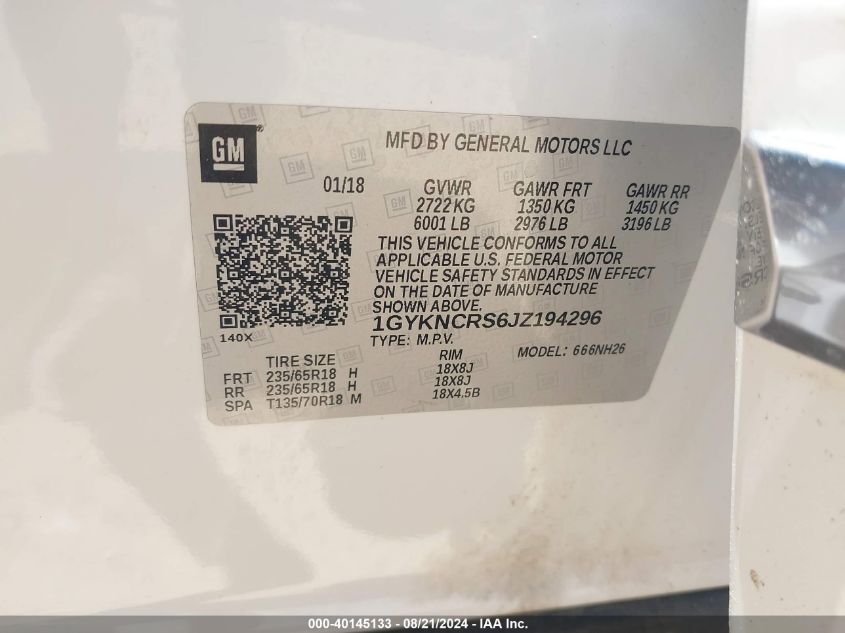 GM
MFD BY GENERAL MOTORS LLC
01/18 GVWR GAWR FRT GAWR RR
2722 KG 1350 KG 1450 KG
6001 LB 2976 LB 3196 LB
THIS VEHICLE CONFORMS TO ALL
APPLICABLE U.S. FEDERAL MOTOR
VEHICLE SAFETY STANDARDS IN EFFECT
ON THE DATE OF MANUFACTURE
SHOWN ABOVE.
1GYKNCRS6JZ194296
140X
TYPE: M.P.V.
TIRE SIZE RIM MODEL: 666NH26
FRT 235/65R18 H 18X8J
RR 235/65R18 H 18X8J
SPA T135/70R18 M 18X4.5B
000-40145133 - 08/21/2024 - IAA Inc.